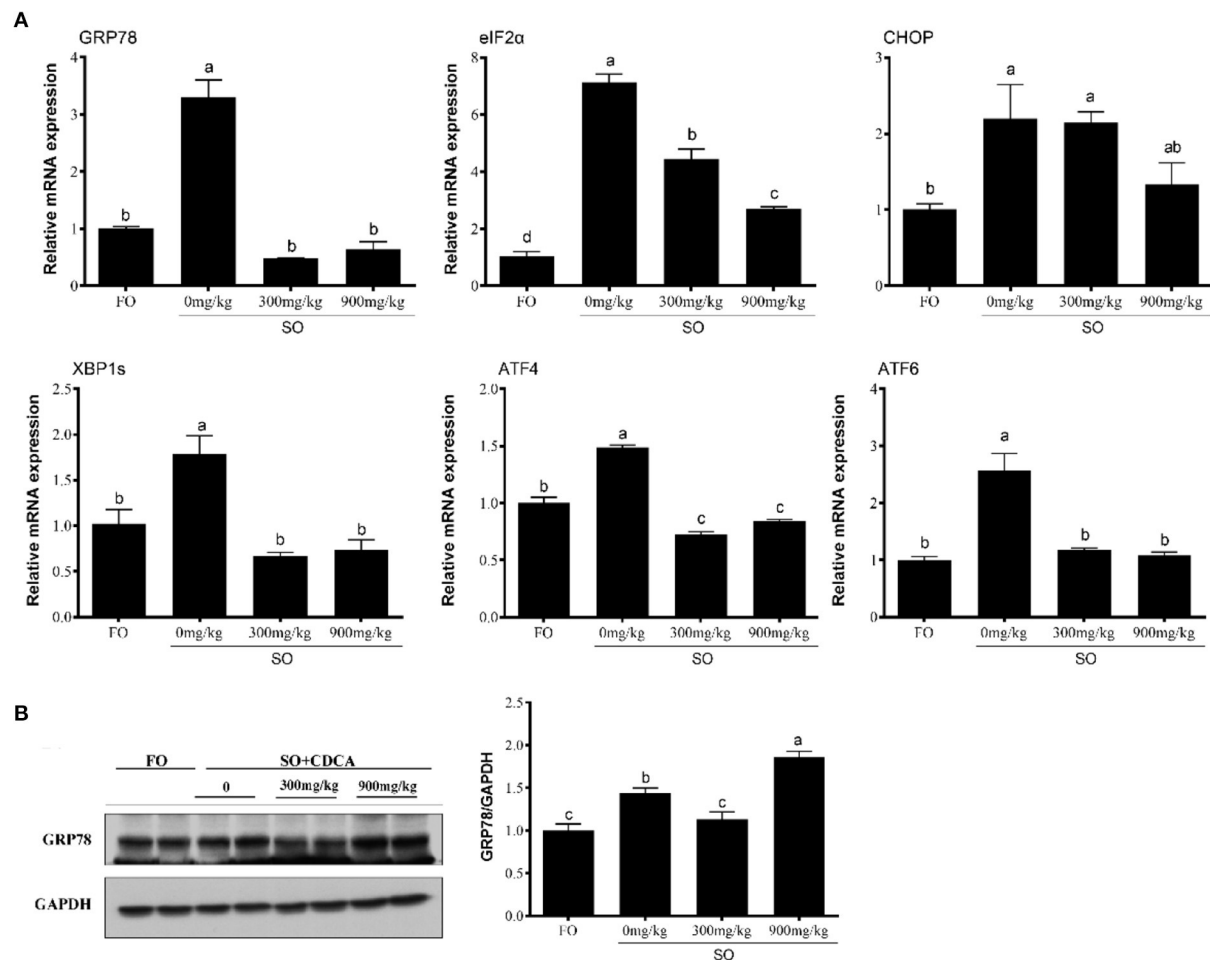 A
GRP78
Relative mRNA expression
4
3
2
1
0
a
b
b
b
FO
0mg/kg
300mg/kg
900mg/kg
SO
eIF2α
Relative mRNA expression
8
6
4
2
0
a
b
c
d
FO
0mg/kg
300mg/kg
900mg/kg
SO
CHOP
Relative mRNA expression
3
2
1
0
b
a
a
ab
FO
0mg/kg
300mg/kg
900mg/kg
SO
XBP1s
Relative mRNA expression
2.5
2.0
1.5
1.0
0.5
0.0
b
a
b
b
FO
0mg/kg
300mg/kg
900mg/kg
SO
ATF4
Relative mRNA expression
2.0
1.5
1.0
0.5
0.0
b
a
c
c
FO
0mg/kg
300mg/kg
900mg/kg
SO
ATF6
Relative mRNA expression
4
3
2
1
0
b
a
b
b
FO
0mg/kg
300mg/kg
900mg/kg
SO
B
FO SO+CDCA
0 300mg/kg 900mg/kg
GRP78
GAPDH
GRP78/GAPDH
2.5
2.0
1.5
1.0
0.5
0.0
c
b
c
a
FO
0mg/kg
300mg/kg
900mg/kg
SO